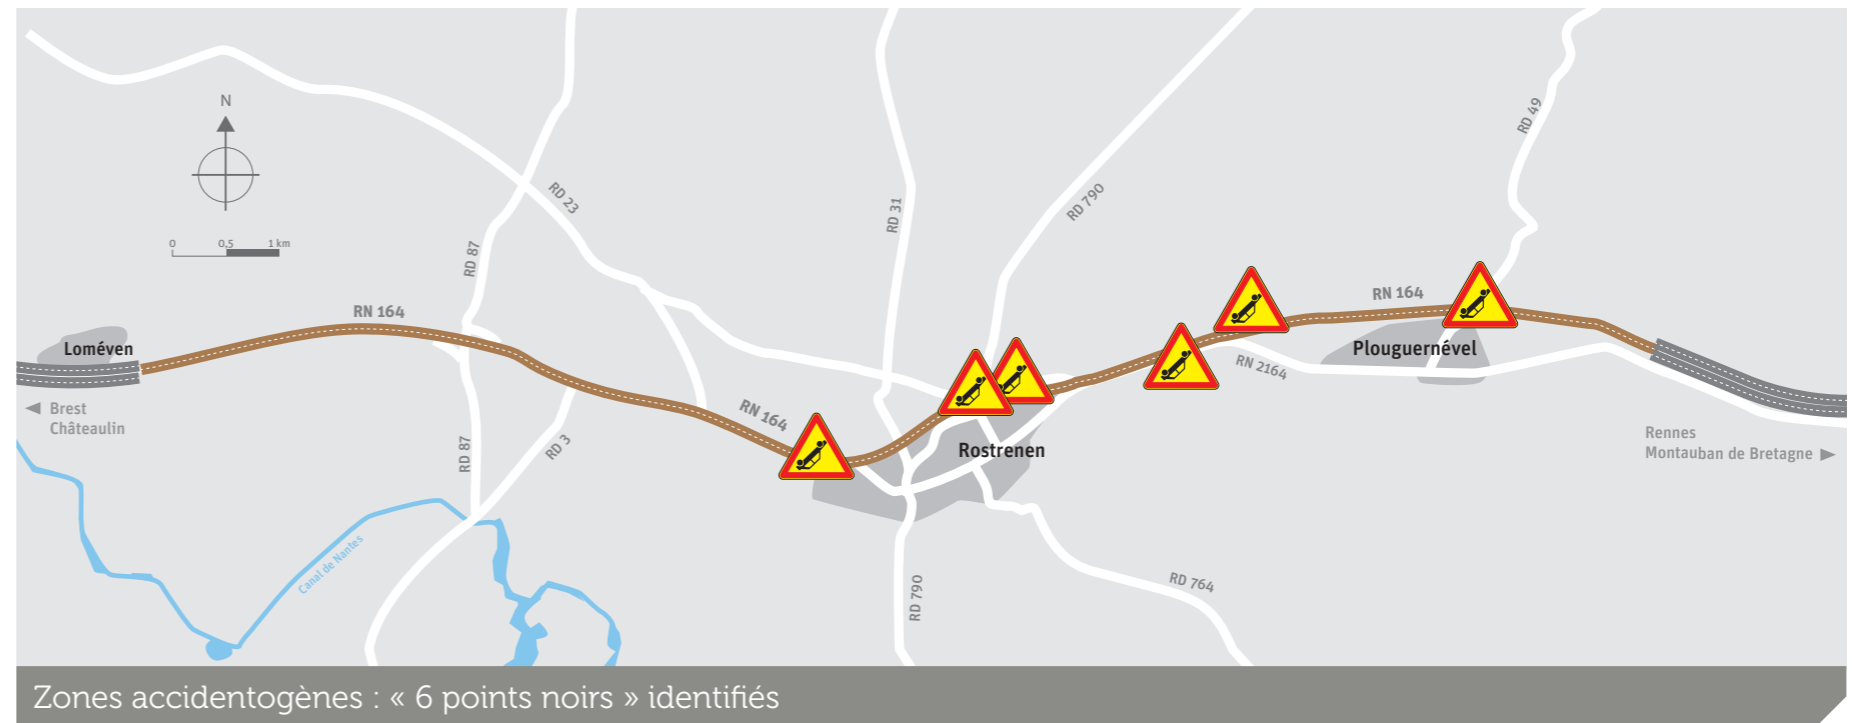 N
0
0,5
1 km
RD 23
RD 31
RD 790
RD 49
RD 87
RN 164
RN 164
Loméven
Plouguernével
RN 2164
Brest
Châteaulin
RN 164
RD 87
RD 3
Rostrenen
Rennes
Montauban de Bretagne
Canal de Nantes
RD 790
RD 764
Zones accidentogènes : « 6 points noirs » identifiés